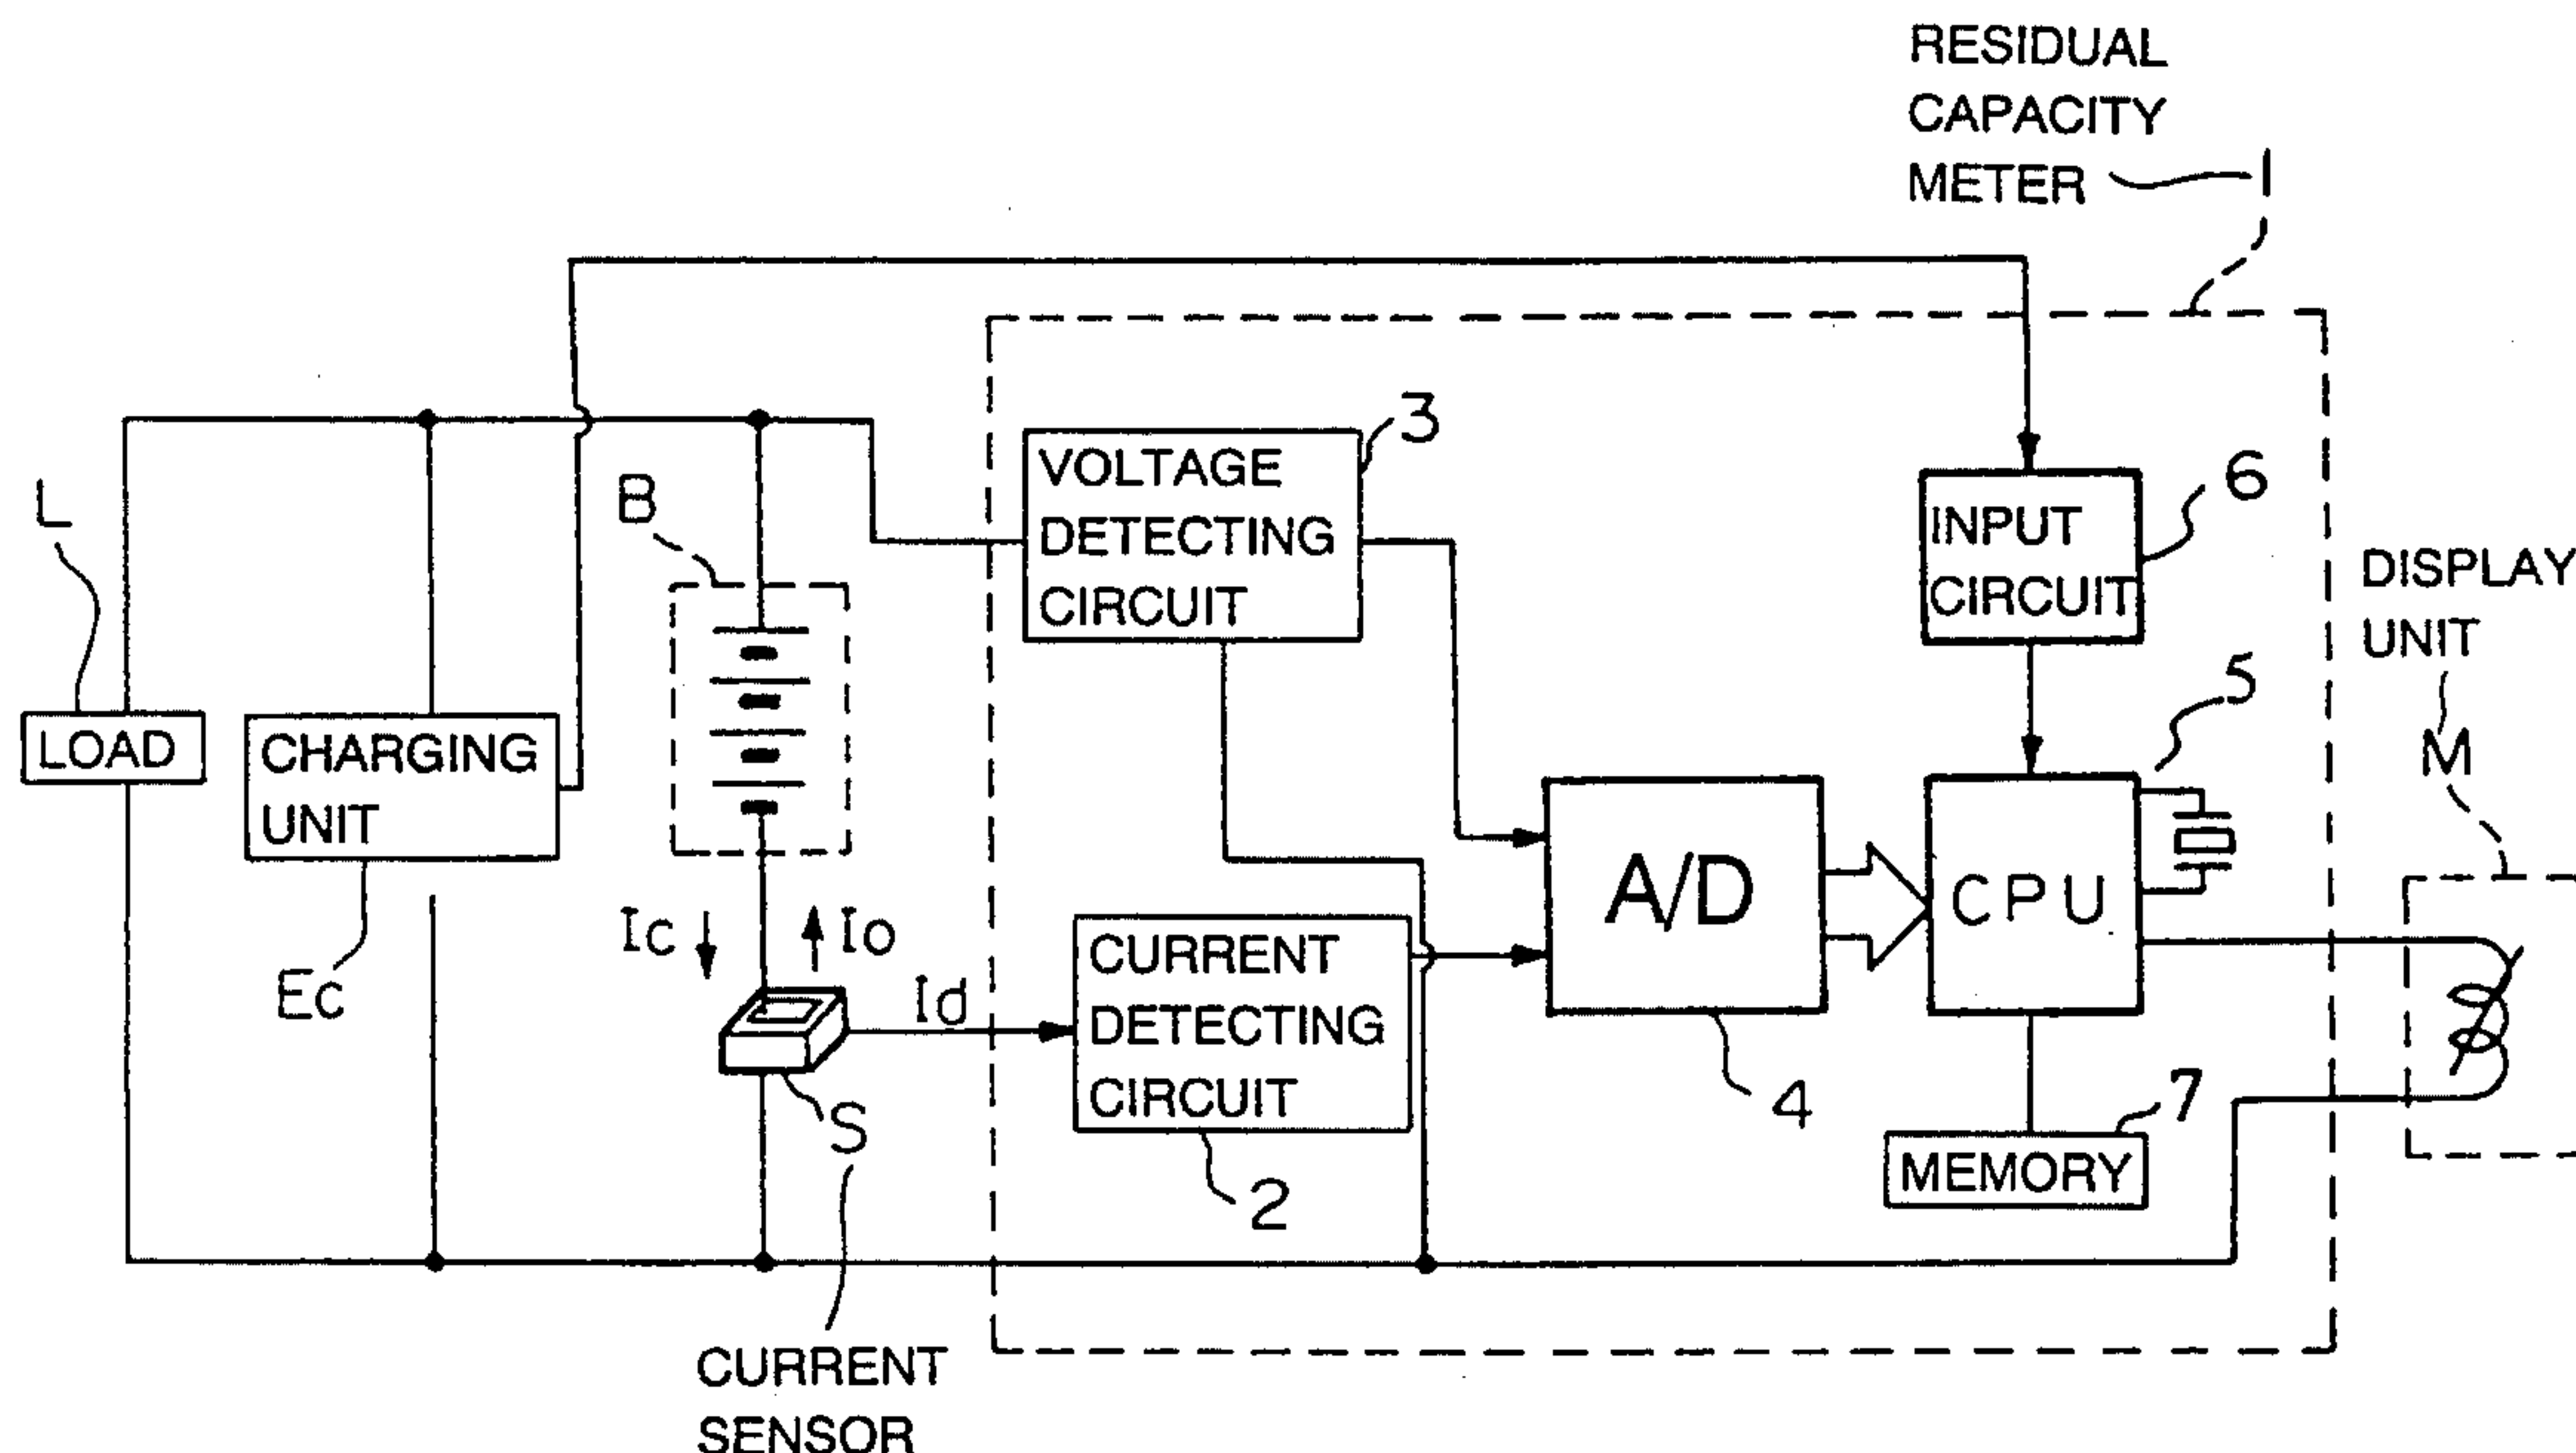 RESIDUAL
CAPACITY
METER
1
VOLTAGE
DETECTING
CIRCUIT
3
INPUT
CIRCUIT
6
DISPLAY
UNIT
M
L
LOAD
CHARGING
UNIT
Ec
B
Ic
Io
Id
S
CURRENT
SENSOR
CURRENT
DETECTING
CIRCUIT
2
A/D
4
CPU
5
MEMORY
7